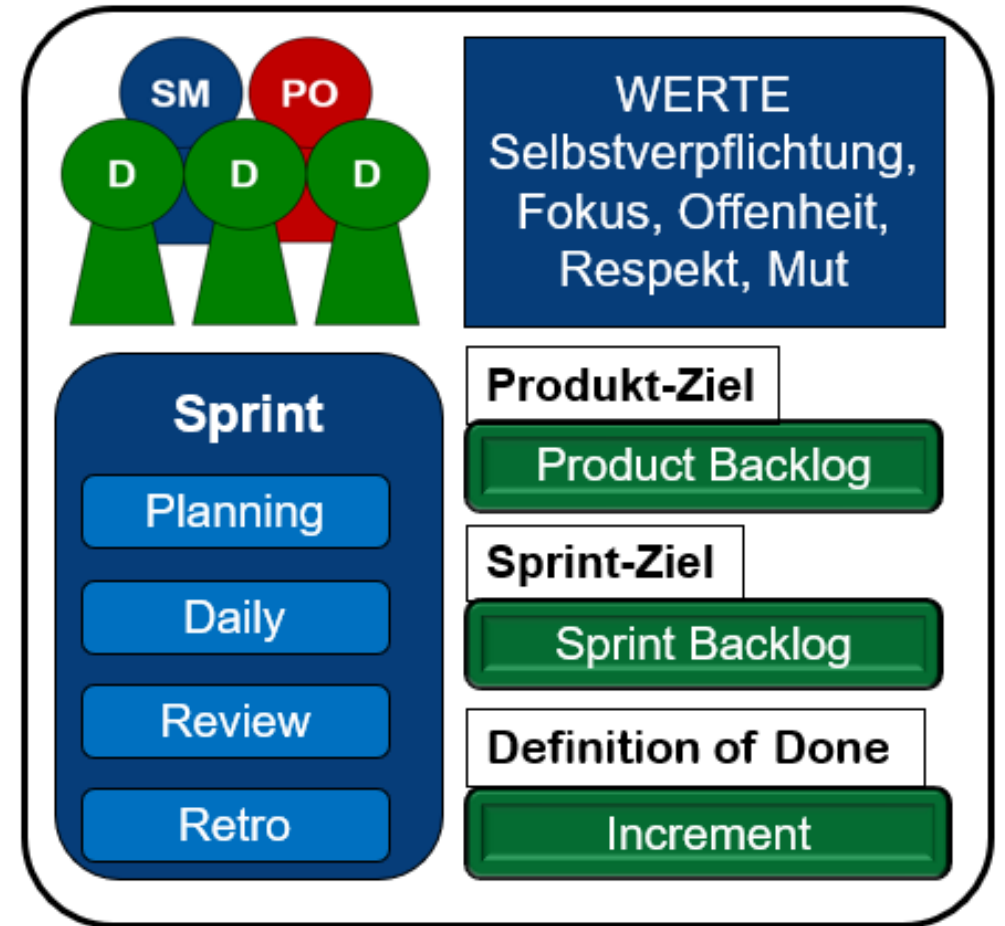 SM
PO
D
D
D
WERTE
Selbstverpflichtung,
Fokus, Offenheit,
Respekt, Mut
Sprint
Planning
Daily
Review
Retro
Produkt-Ziel
Product Backlog
Sprint-Ziel
Sprint Backlog
Definition of Done
Increment